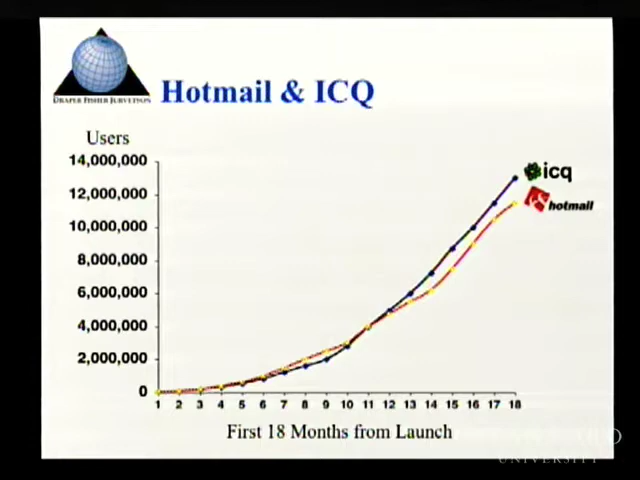 DRAPER FISHER JURVETSON
Hotmail & ICQ
Users
14,000,000
12,000,000
10,000,000
8,000,000
6,000,000
4,000,000
2,000,000
0
icq
hotmail
1 2 3 4 5 6 7 8 9 10 11 12 13 14 15 16 17 18
First 18 Months from Launch
UNIVERSITY